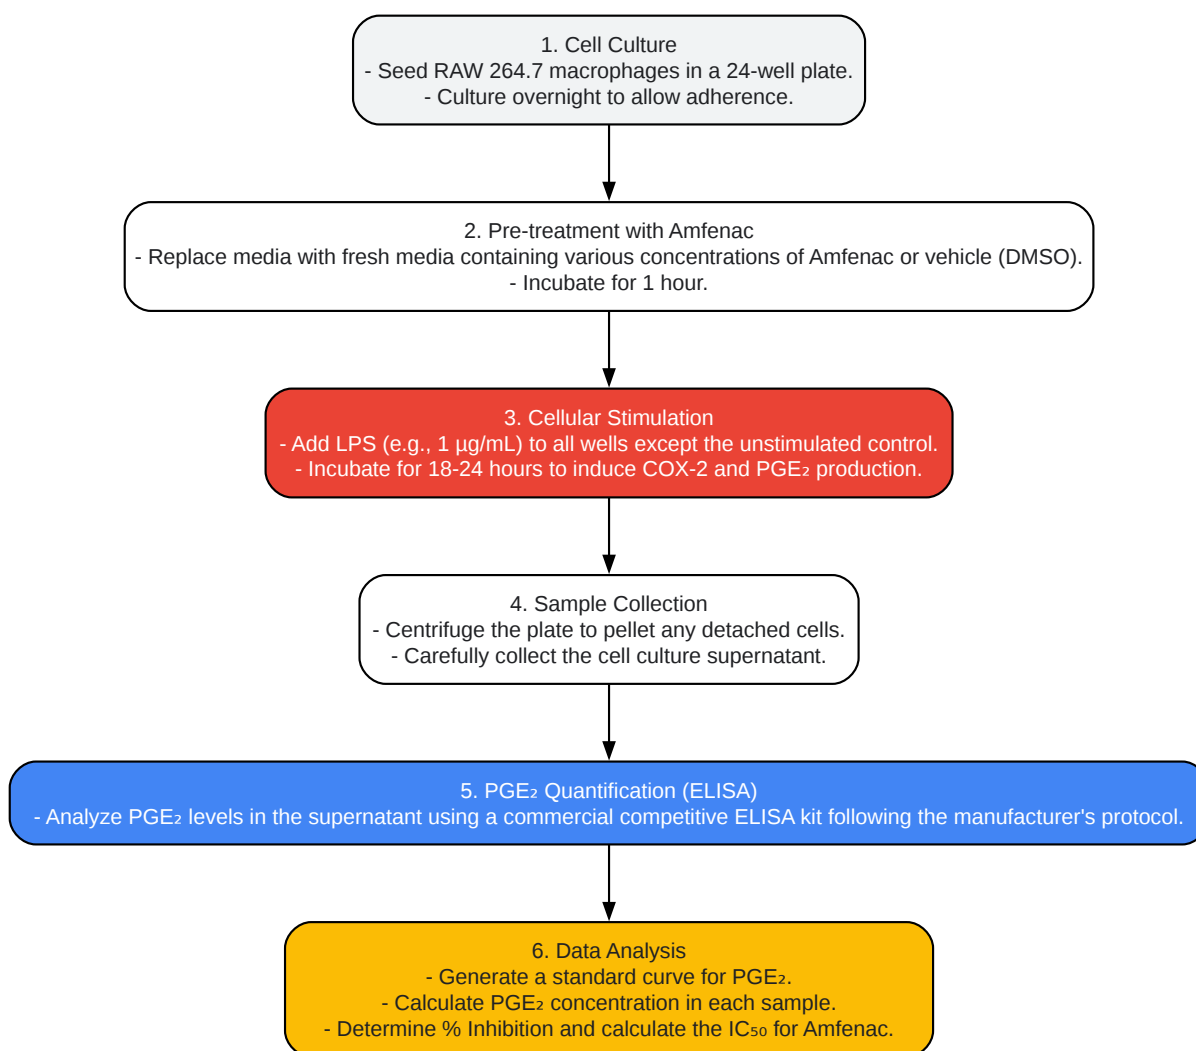 1. Cell Culture
- Seed RAW 264.7 macrophages in a 24-well plate.
- Culture overnight to allow adherence.
2. Pre-treatment with Amfenac
- Replace media with fresh media containing various concentrations of Amfenac or vehicle (DMSO).
- Incubate for 1 hour.
3. Cellular Stimulation
- Add LPS (e.g., 1 µg/mL) to all wells except the unstimulated control.
- Incubate for 18-24 hours to induce COX-2 and PGE₂ production.
4. Sample Collection
- Centrifuge the plate to pellet any detached cells.
- Carefully collect the cell culture supernatant.
5. PGE₂ Quantification (ELISA)
- Analyze PGE₂ levels in the supernatant using a commercial competitive ELISA kit following the manufacturer's protocol.
6. Data Analysis
- Generate a standard curve for PGE₂.
- Calculate PGE₂ concentration in each sample.
- Determine % Inhibition and calculate the IC₅₀ for Amfenac.